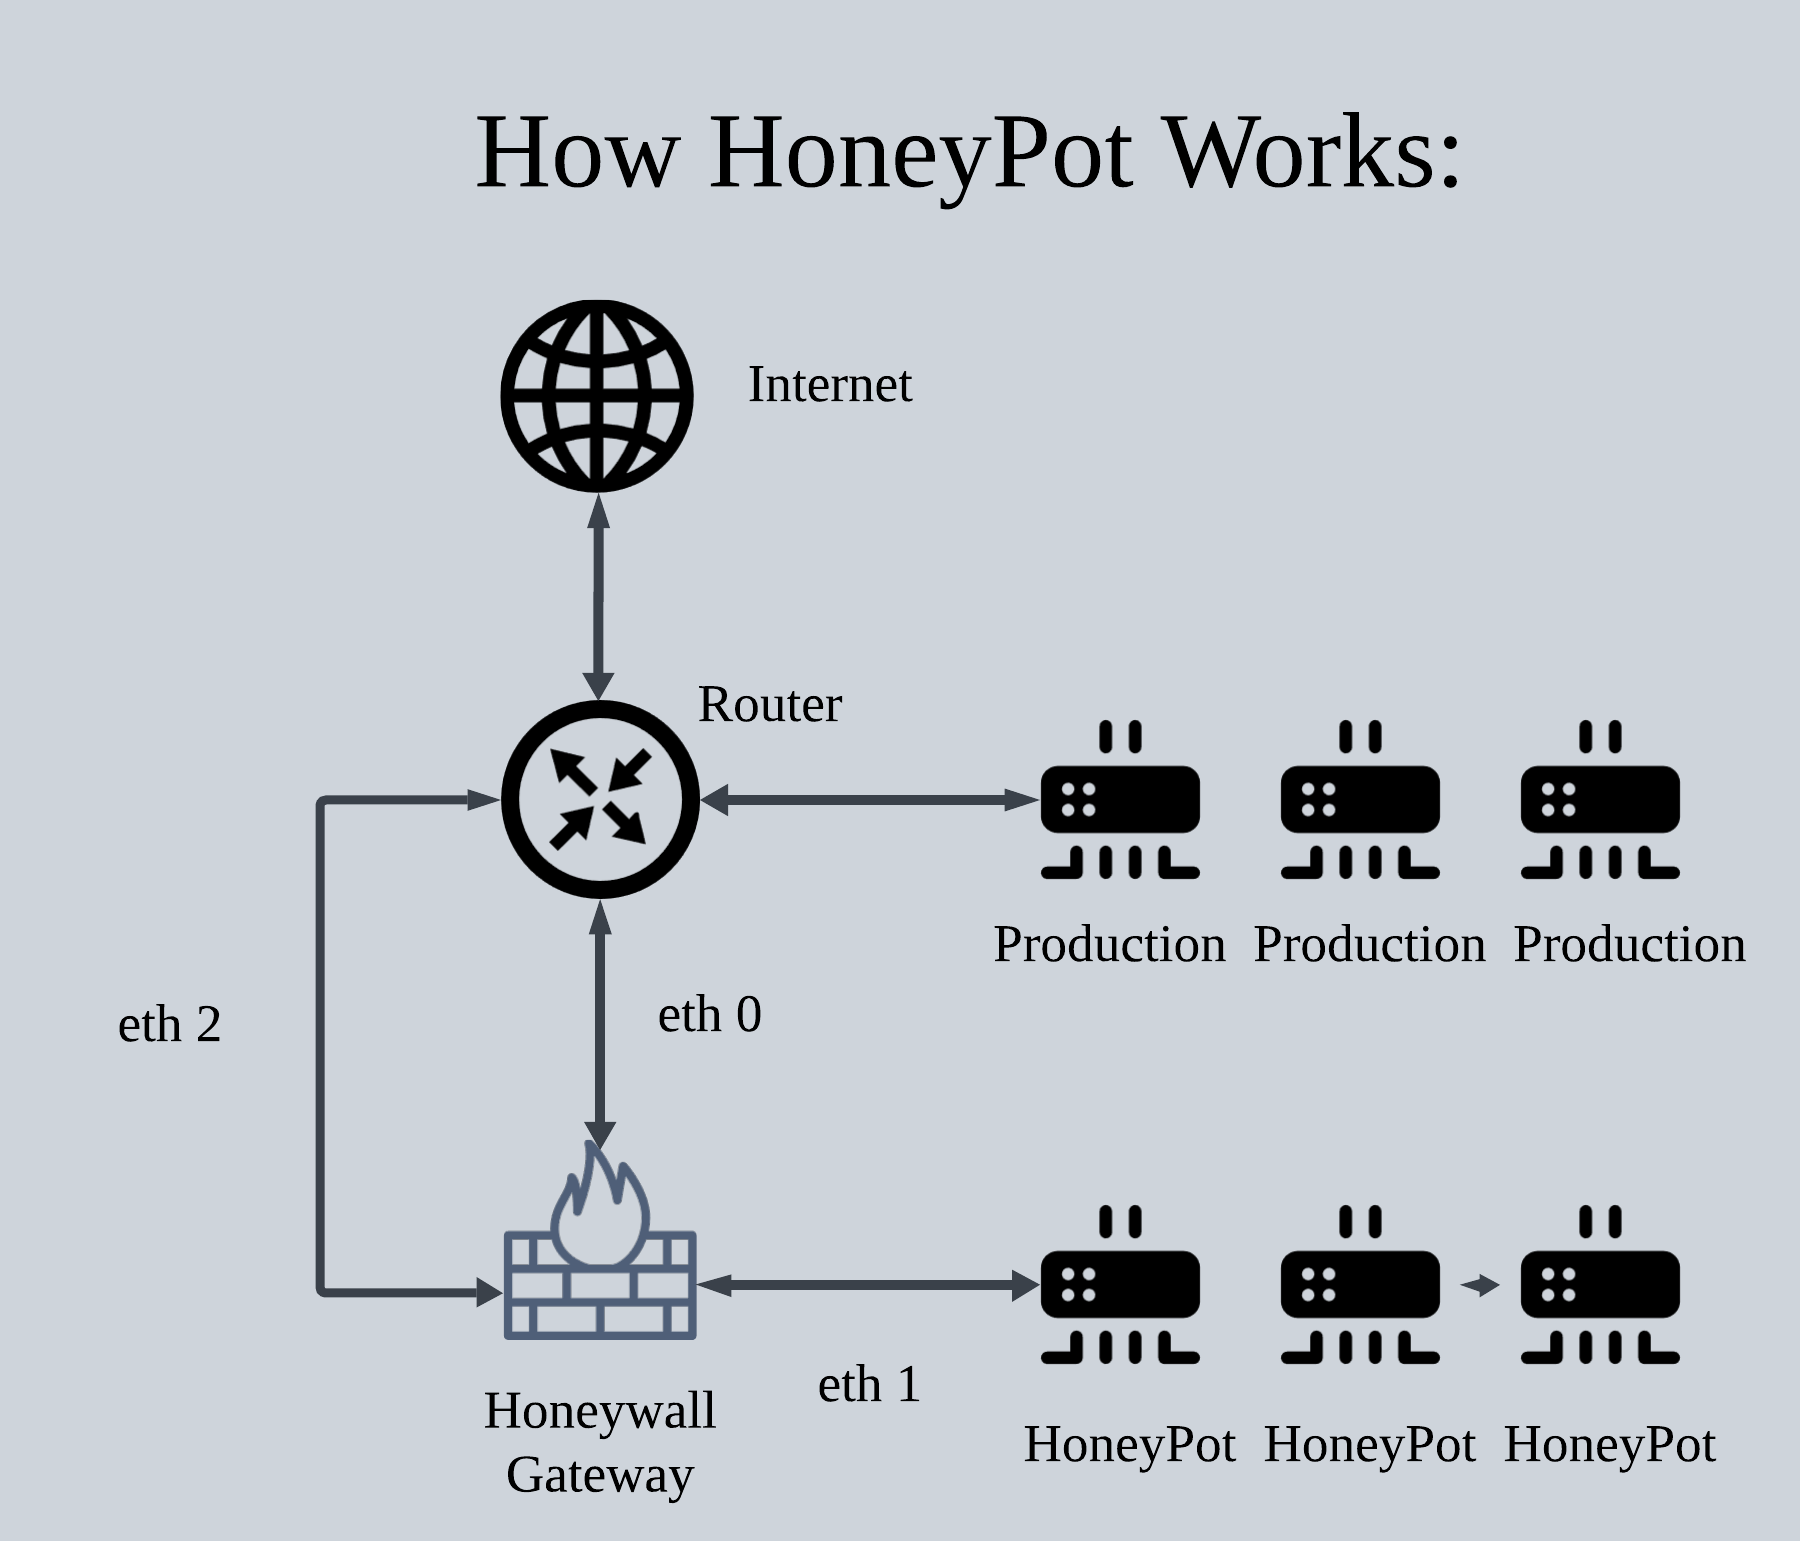 How HoneyPot Works:
Internet
Router
Production Production Production
eth 2
eth 0
eth 1
Honeywall
Gateway
HoneyPot HoneyPot HoneyPot